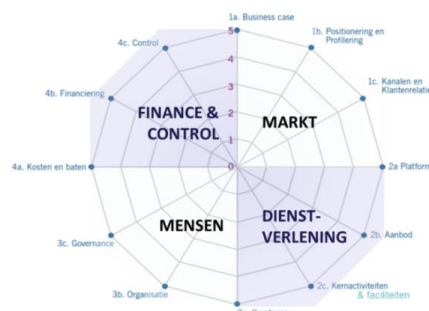 1a. Business case
4c. Control
5
1b. Positionering en
Profilering
4
4b. Financiering
1c. Kanalen en
Klantenrelatie
3
FINANCE &
CONTROL
2
MARKT
1
4a. Kosten en baten
0
2a Platform
MENSEN
DIENST-
VERLENING
3c. Governance
2b. Aanbod
3b. Organisatie
2c. Kernactiviteiten
& faciliteiten